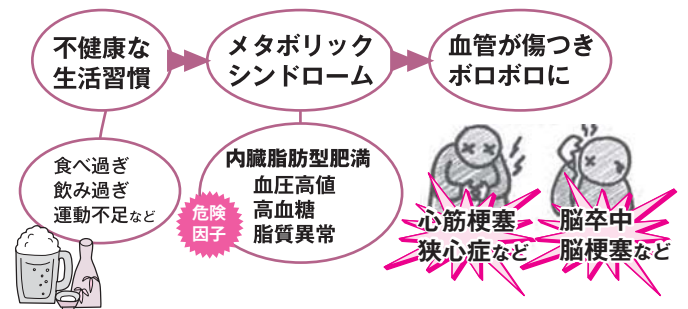 不健康な
生活習慣
メタボリック
シンドローム
血管が傷つき
ボロボロに
食べ過ぎ
飲み過ぎ
運動不足など
内臓脂肪型肥満
血圧高値
高血糖
脂質異常
危険
因子
心筋梗塞
狭心症など
脳卒中
脳梗塞など